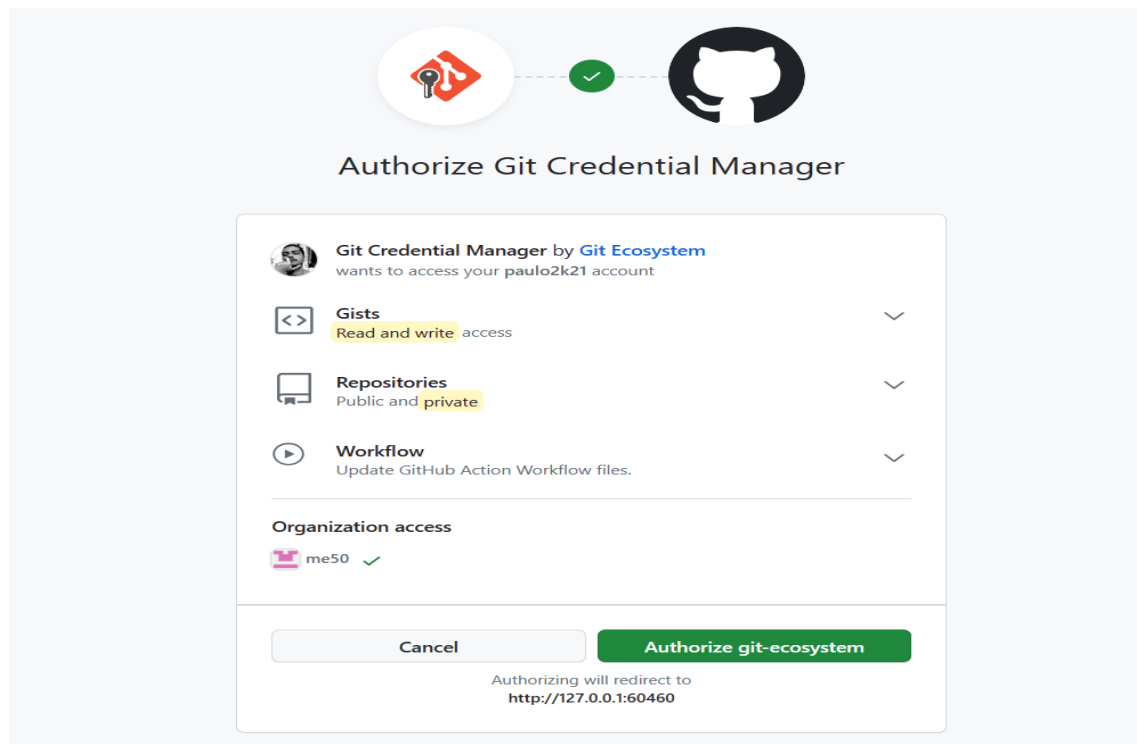 Authorize Git Credential Manager
Git Credential Manager by Git Ecosystem
wants to access your paulo2k21 account
Gists
Read and write access
Repositories
Public and private
Workflow
Update GitHub Action Workflow files.
Organization access
me50
Cancel
Authorize git-ecosystem
Authorizing will redirect to
http://127.0.0.1:60460